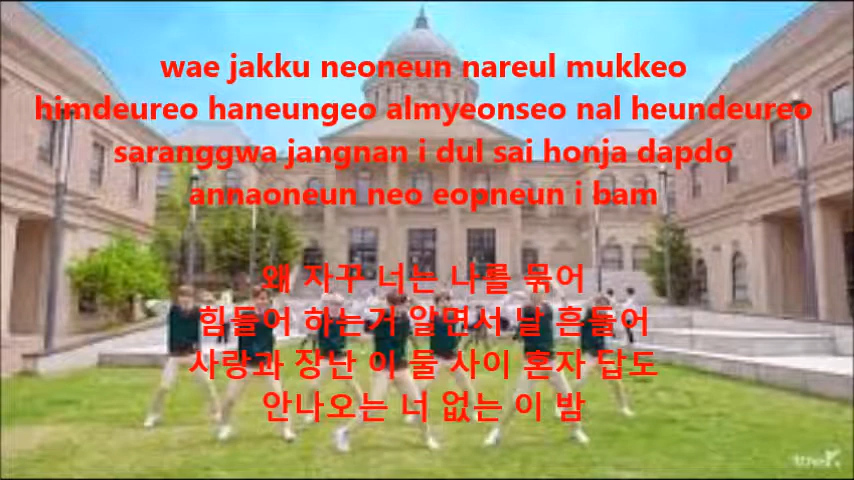 wae jakku neoneun nareul mukkeo
himdeureo haneungeo almyeonseo nal heundeureo
saranggwa jangnan i dul sai honja dapdo
annaoneun neo eopneun i bam
왜 자꾸 너는 나를 묶어
힘들어 하는거 알면서 날 흔들어
사랑과 장난 이 둘 사이 혼자 답도
안나오는 너 없는 이 밤